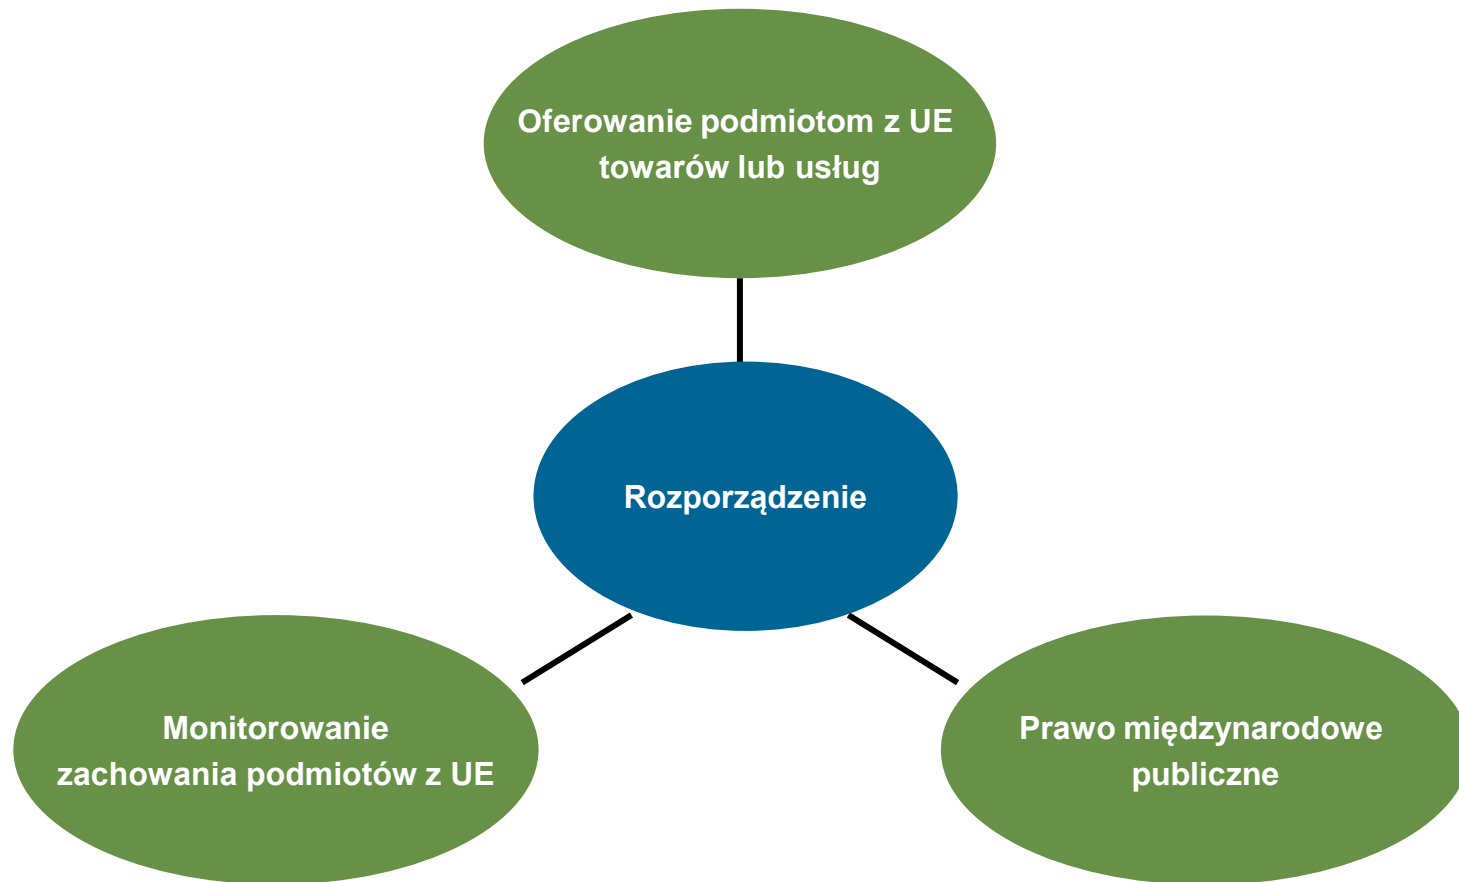 Oferowanie podmiotom z UE
towarów lub usług
Rozporządzenie
Monitorowanie
zachowania podmiotów z UE
Prawo międzynarodowe
publiczne